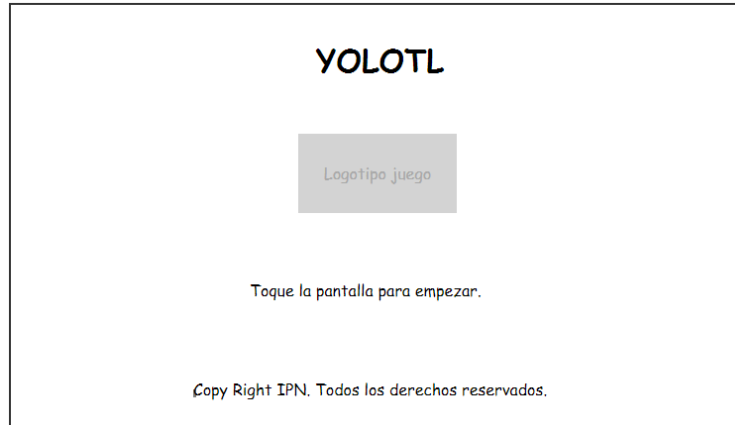 YOLOTL
Logotipo juego
Toque la pantalla para empezar.
Copy Right IPN. Todos los derechos reservados.